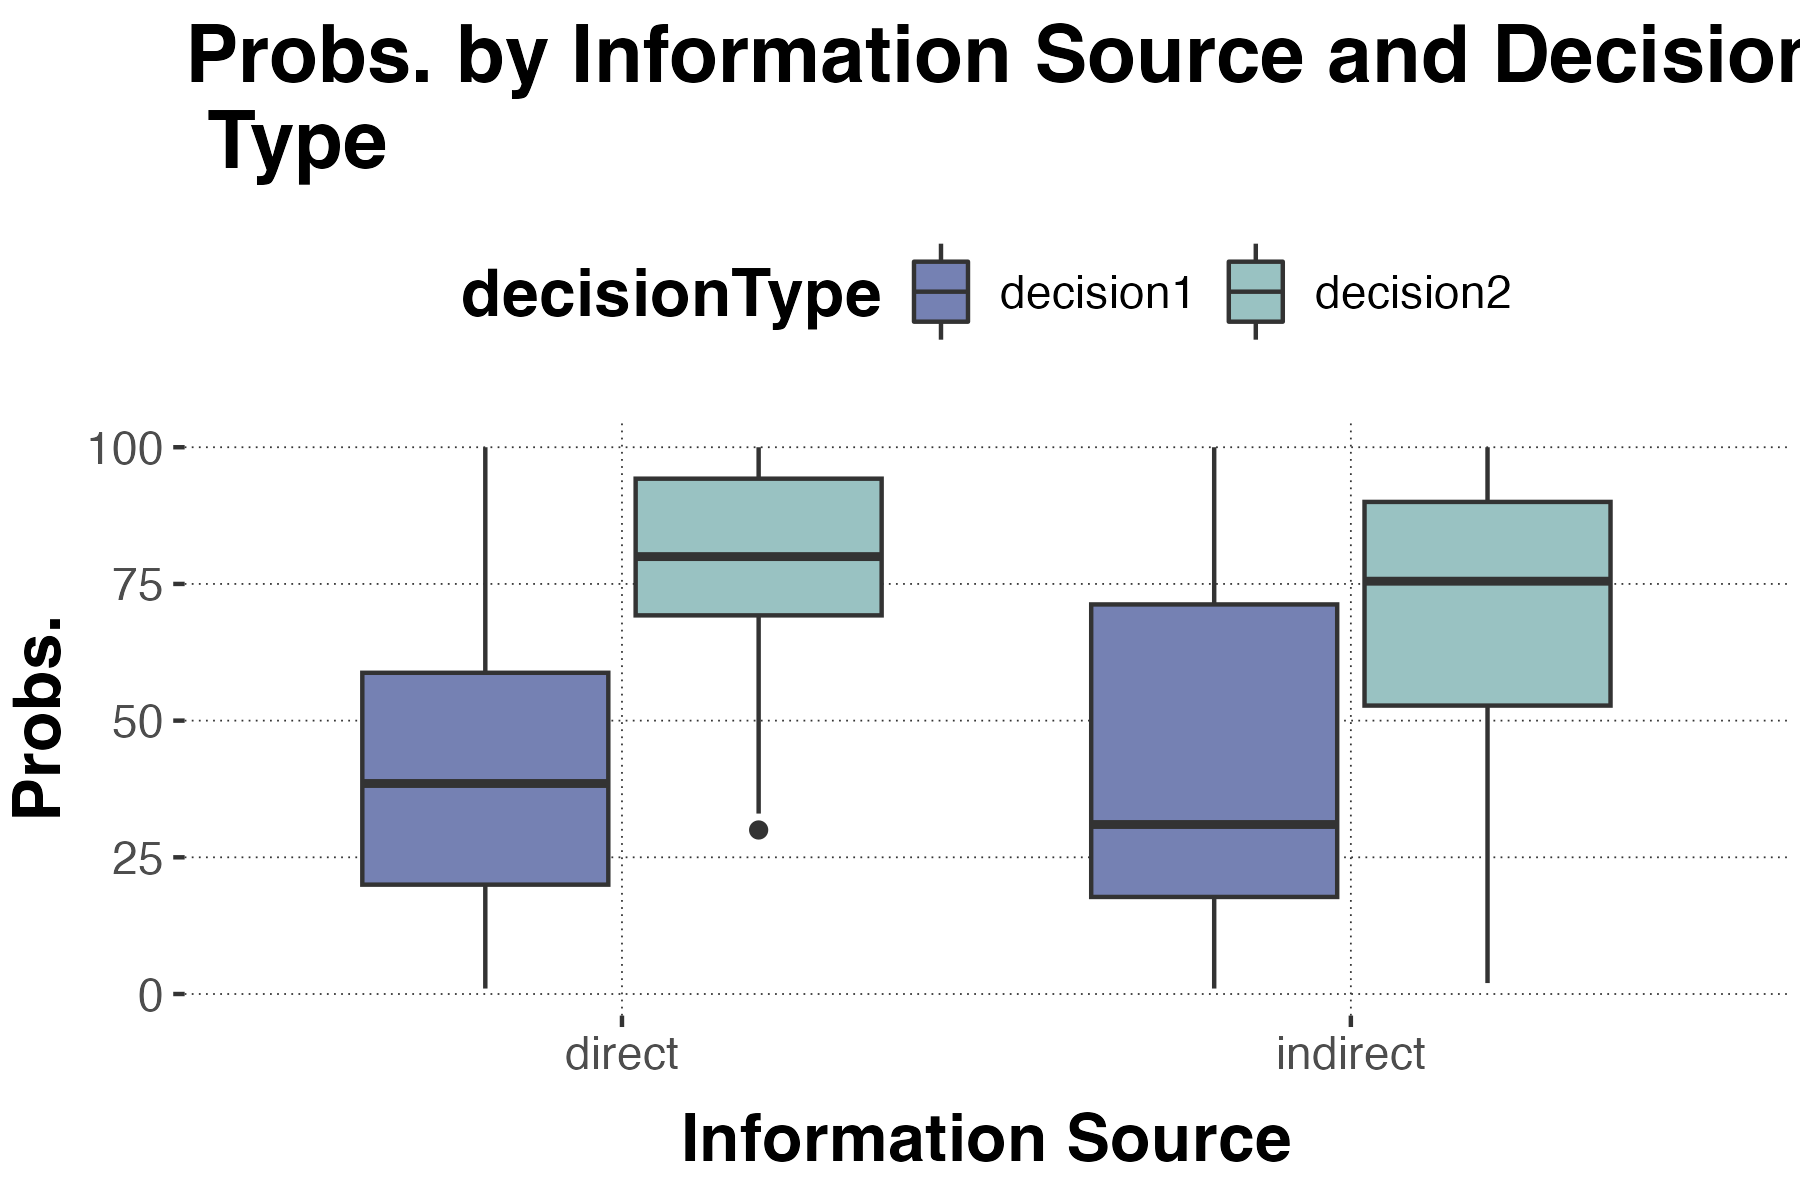 Probs. by Information Source and Decision
Type
decisionType decision1 decision2
100
75
50
25
0
Probs.
direct indirect
Information Source